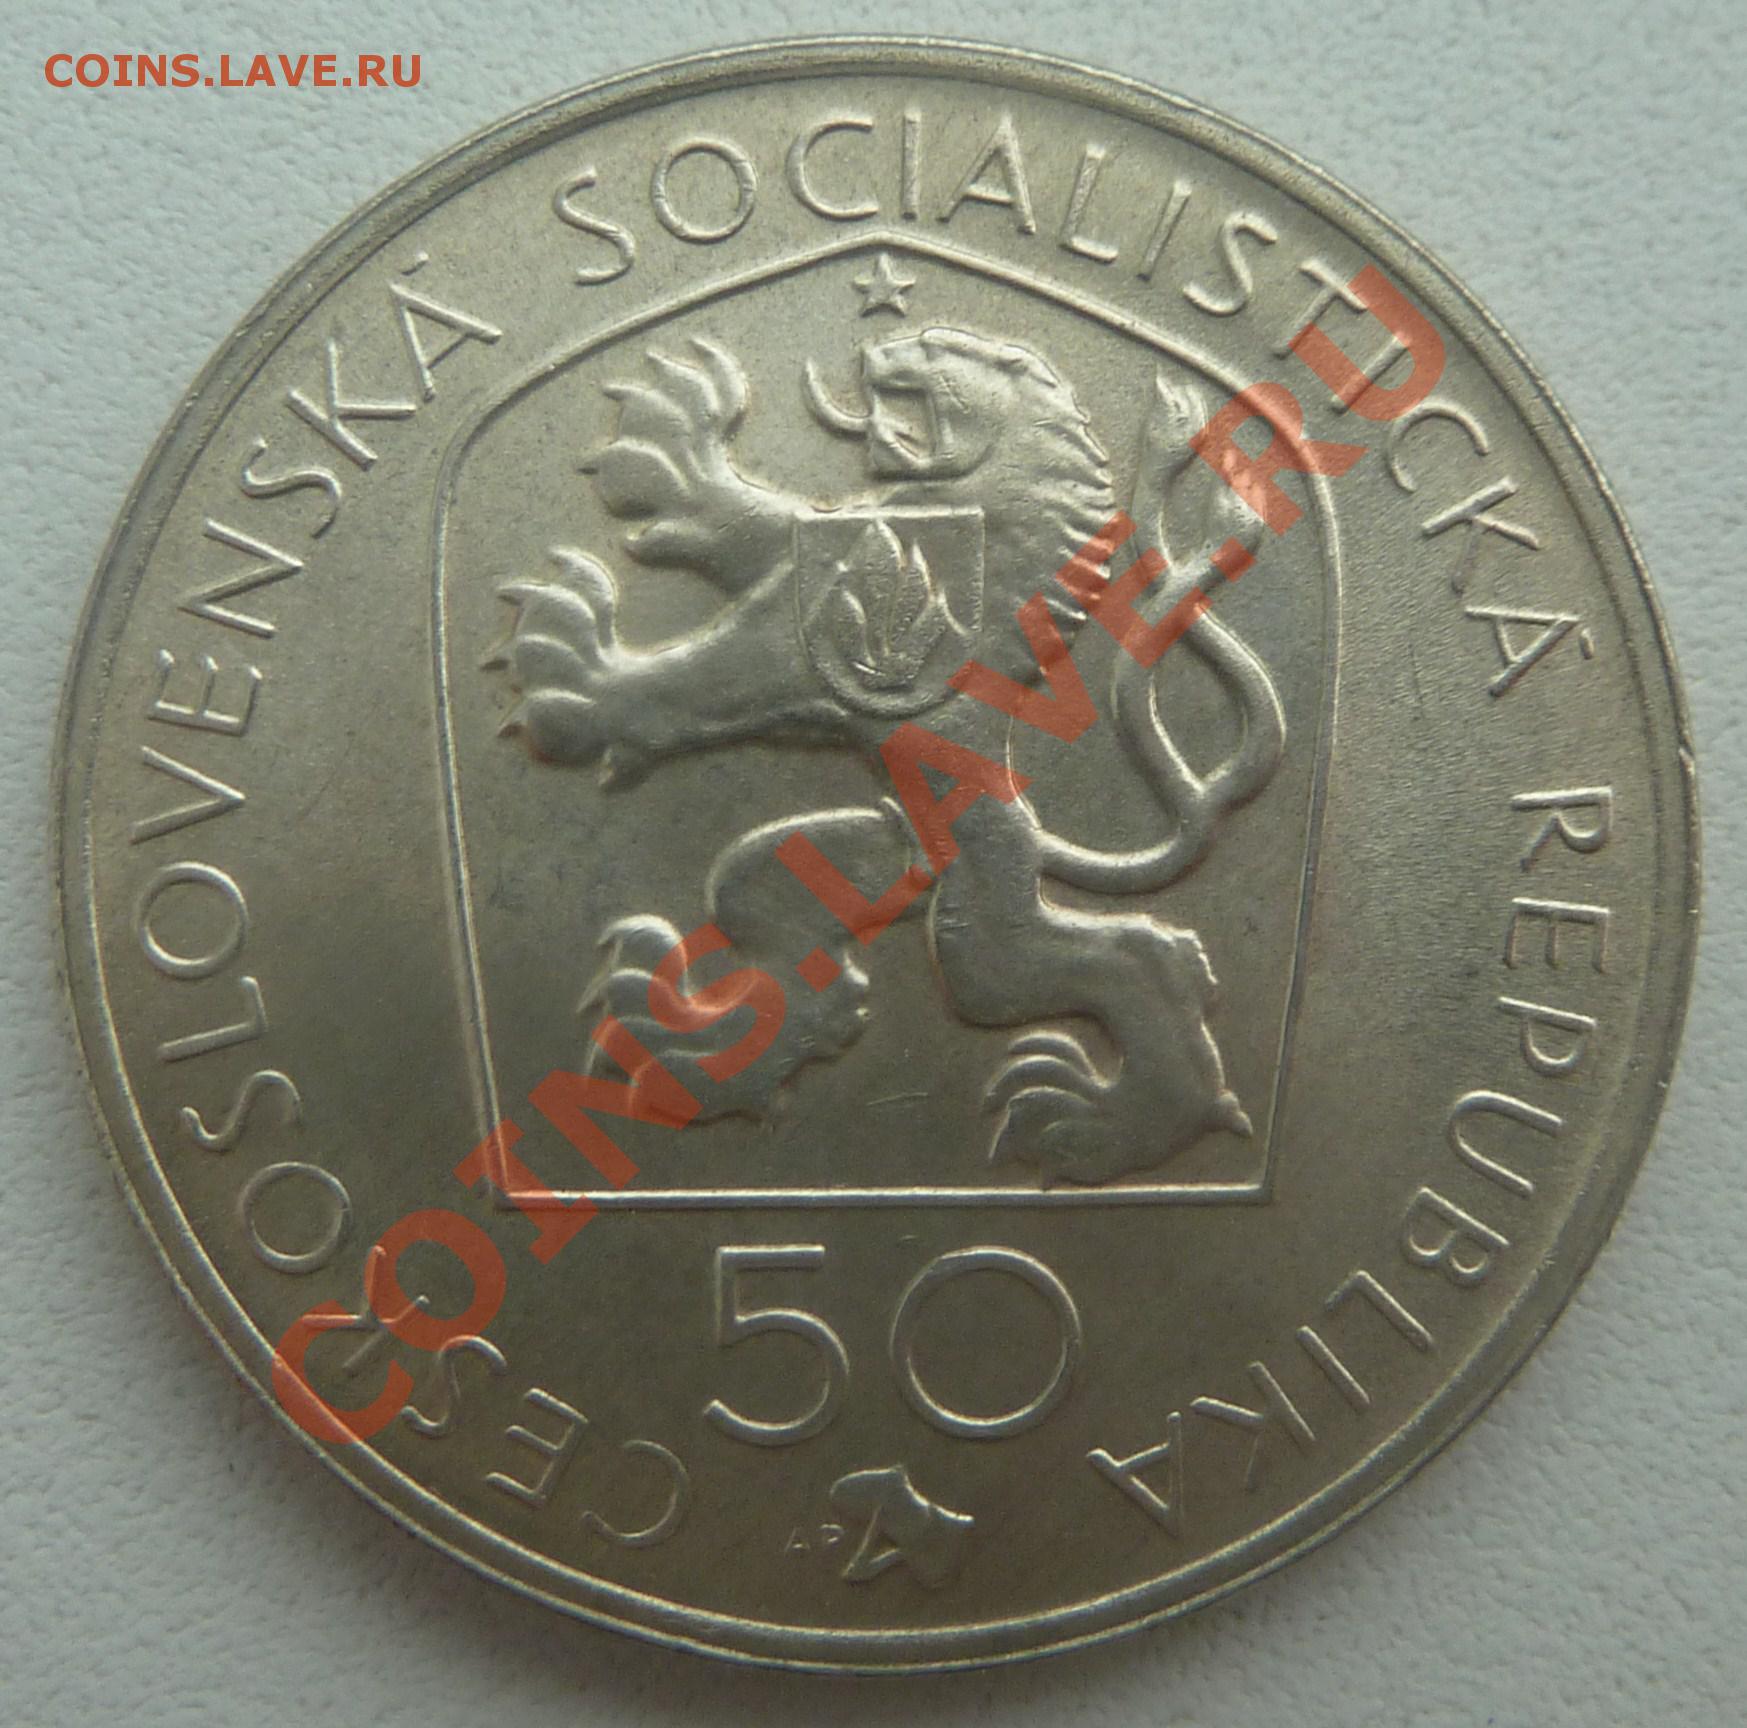 COINS.LAVE.RU
ČESKOSLOVENSKÁ SOCIALISTICKÁ REPUBLIKA
COINS.LAVE.RU
50
AP